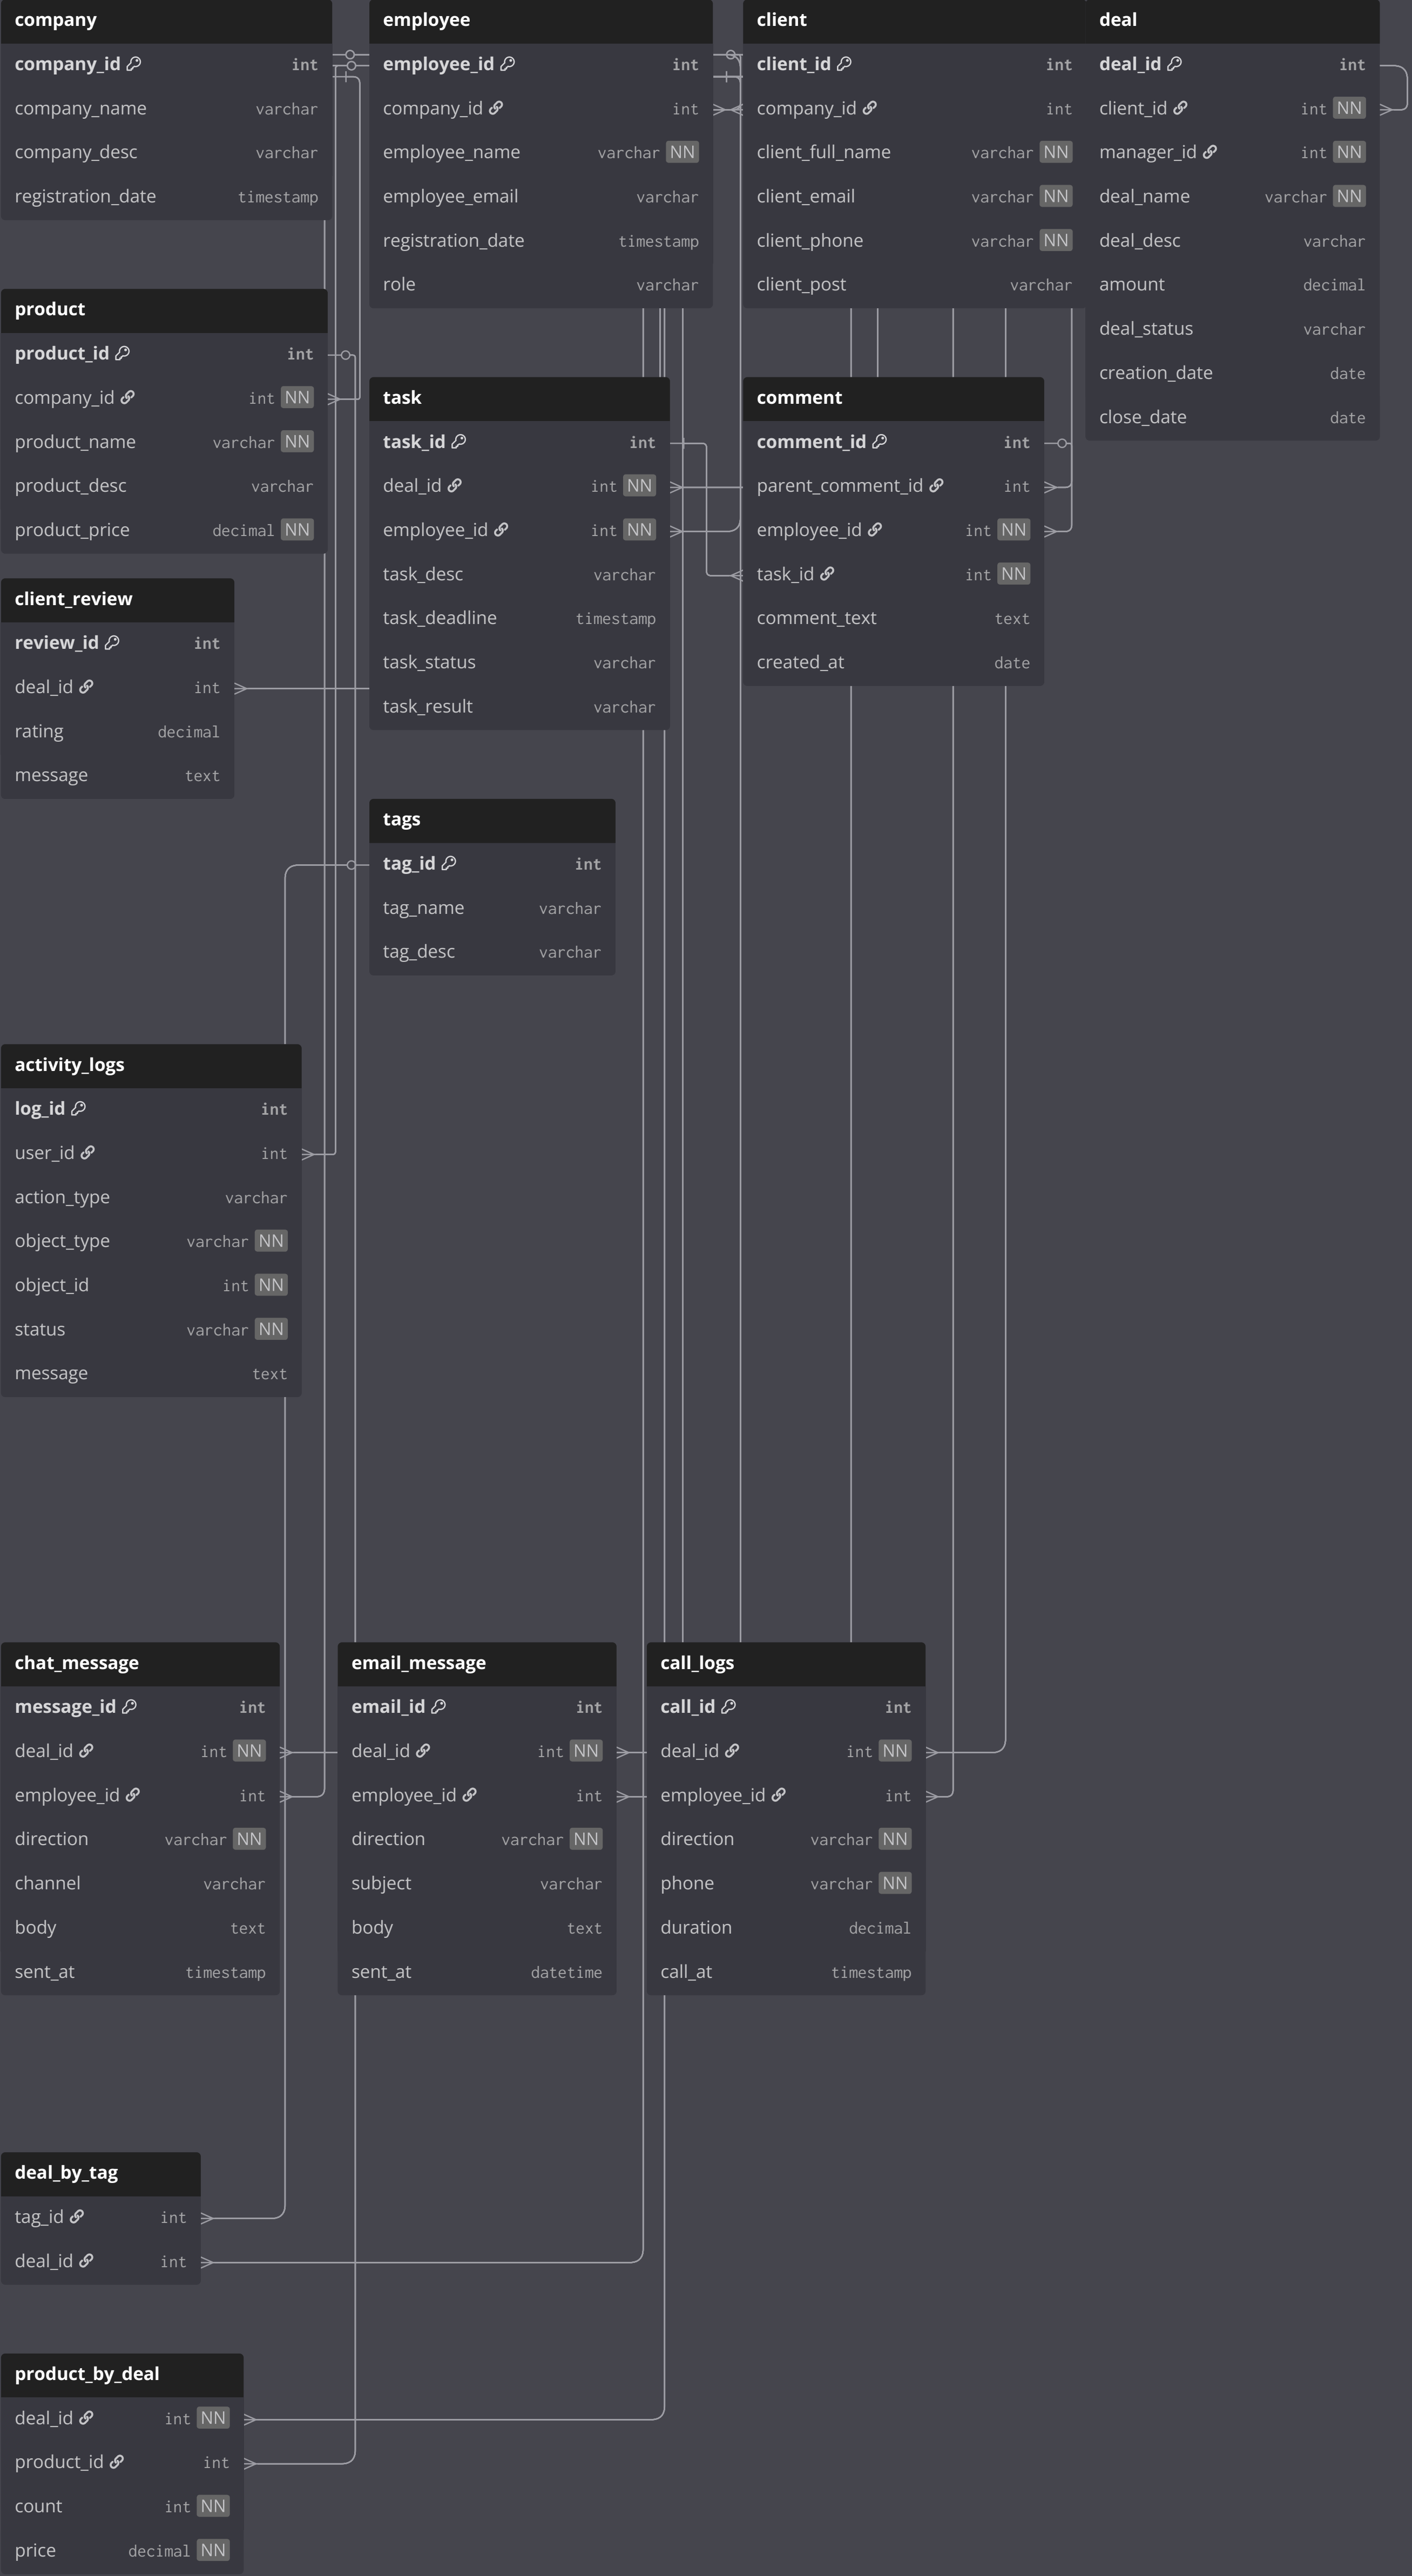 company
company_id int
company_name varchar
company_desc varchar
registration_date timestamp
employee
employee_id int
company_id int
employee_name varchar NN
employee_email varchar
registration_date timestamp
role varchar
client
client_id int
company_id int
client_full_name varchar NN
client_email varchar NN
client_phone varchar NN
client_post varchar
deal
deal_id int
client_id int NN
manager_id int NN
deal_name varchar NN
deal_desc varchar
amount decimal
deal_status varchar
creation_date date
close_date date
product
product_id int
company_id int NN
product_name varchar NN
product_desc varchar
product_price decimal NN
task
task_id int
deal_id int NN
employee_id int NN
task_desc varchar
task_deadline timestamp
task_status varchar
task_result varchar
comment
comment_id int
parent_comment_id int
employee_id int NN
task_id int NN
comment_text text
created_at date
client_review
review_id int
deal_id int
rating decimal
message text
tags
tag_id int
tag_name varchar
tag_desc varchar
activity_logs
log_id int
user_id int
action_type varchar
object_type varchar NN
object_id int NN
status varchar NN
message text
chat_message
message_id int
deal_id int NN
employee_id int
direction varchar NN
channel varchar
body text
sent_at timestamp
email_message
email_id int
deal_id int NN
employee_id int
direction varchar NN
subject varchar
body text
sent_at datetime
call_logs
call_id int
deal_id int NN
employee_id int
direction varchar NN
phone varchar NN
duration decimal
call_at timestamp
deal_by_tag
tag_id int
deal_id int
product_by_deal
deal_id int NN
product_id int
count int NN
price decimal NN